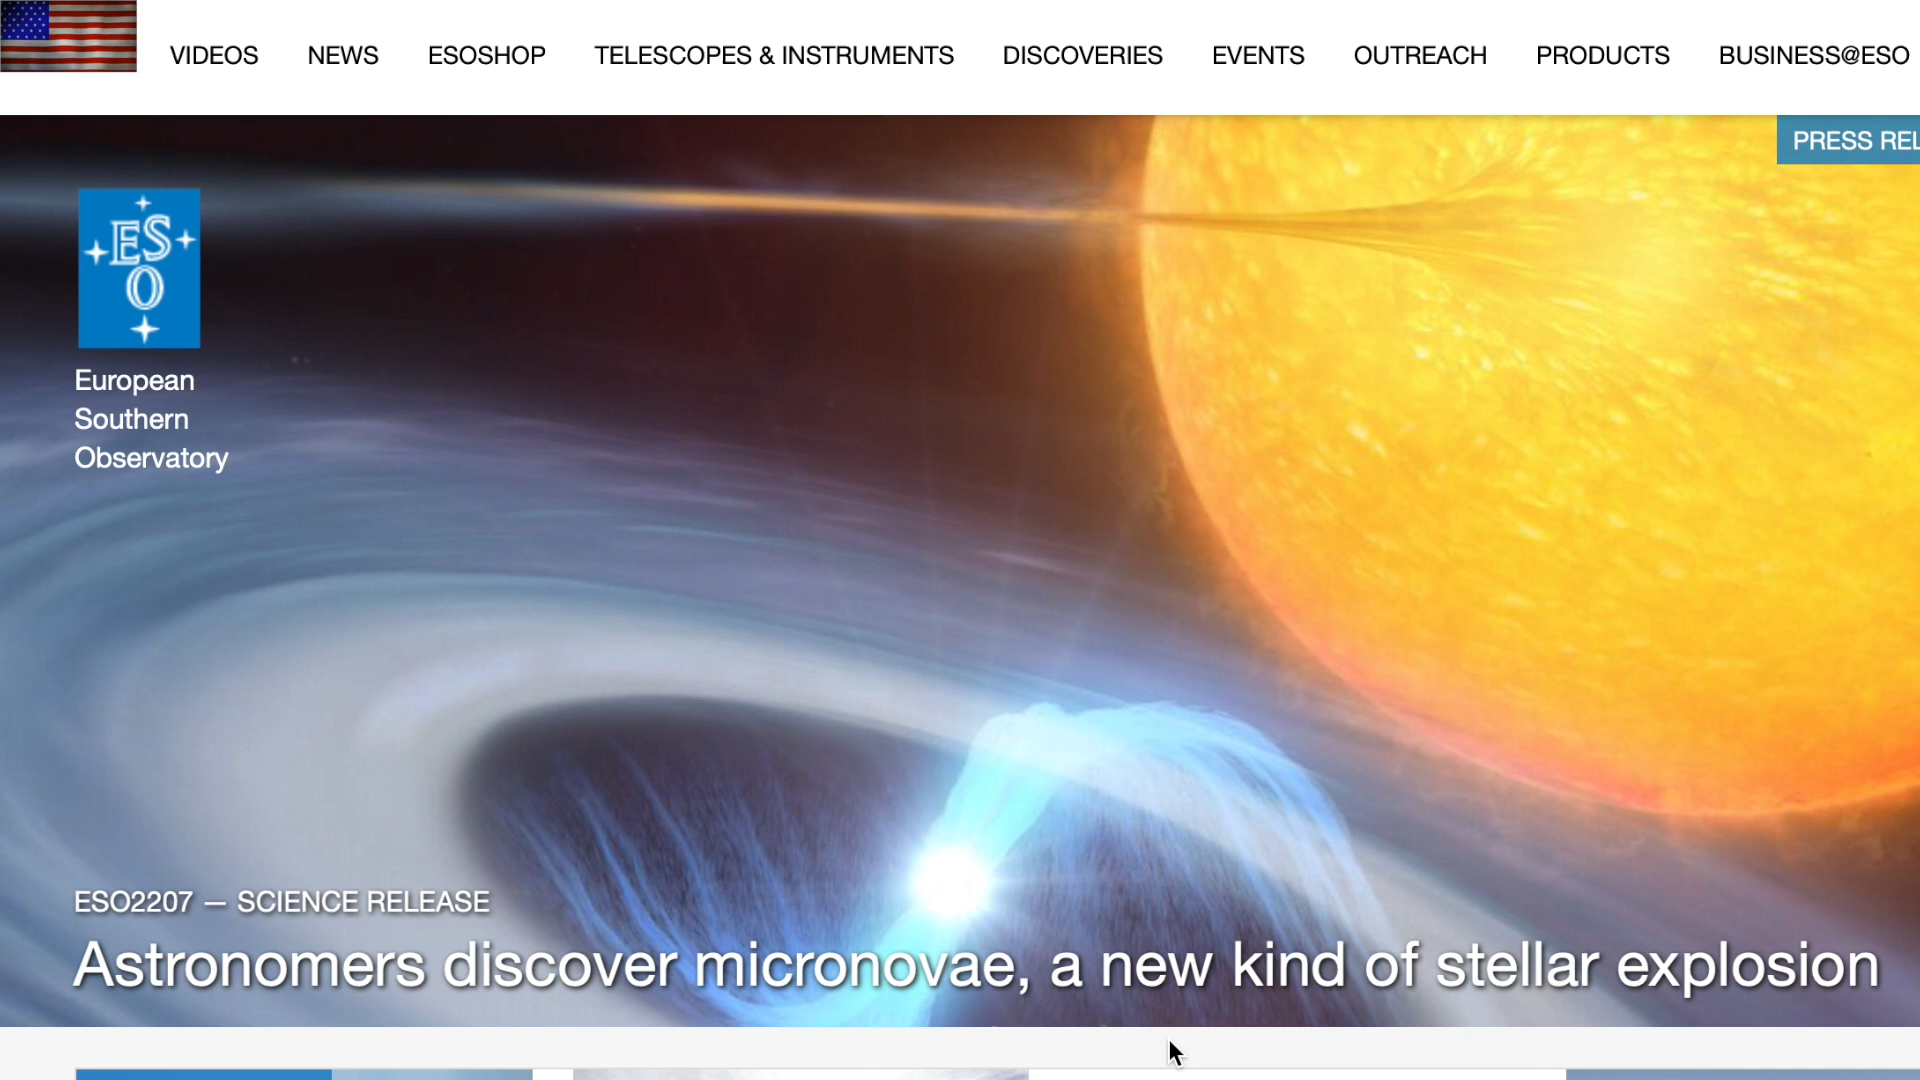 VIDEOS NEWS ESOSHOP TELESCOPES & INSTRUMENTS DISCOVERIES EVENTS OUTREACH PRODUCTS BUSINESS@ESO
PRESS REL
ES
O
European
Southern
Observatory
ESO2207 — SCIENCE RELEASE
Astronomers discover micronovae, a new kind of stellar explosion